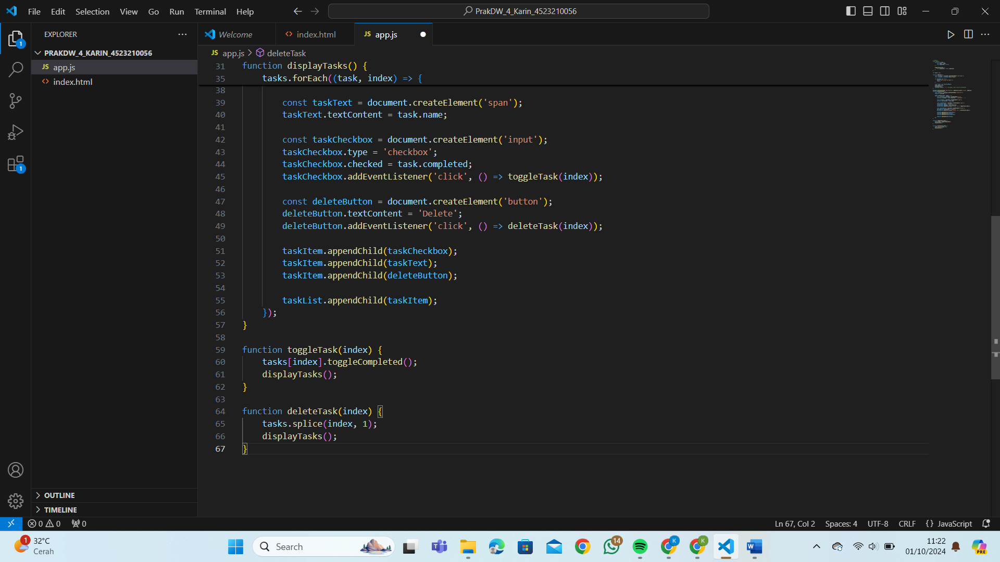 File Edit Selection View Go Run Terminal Help
PrakDW_4_Karin_4523210056
EXPLORER
Welcome
index.html
JS app.js
1
PRAKDW_4_KARIN_4523210056
JS app.js
index.html
JS app.js > deleteTask
31 function displayTasks() {
35 tasks.forEach((task, index) => {
38
39 const taskText = document.createElement('span');
40 taskText.textContent = task.name;
41
42 const taskCheckbox = document.createElement('input');
43 taskCheckbox.type = 'checkbox';
44 taskCheckbox.checked = task.completed;
45 taskCheckbox.addEventListener('click', () => toggleTask(index));
46
47 const deleteButton = document.createElement('button');
48 deleteButton.textContent = 'Delete';
49 deleteButton.addEventListener('click', () => deleteTask(index));
50
51 taskItem.appendChild(taskCheckbox);
52 taskItem.appendChild(taskText);
53 taskItem.appendChild(deleteButton);
54
55 taskList.appendChild(taskItem);
56 });
57 }
58
59 function toggleTask(index) {
60 tasks[index].toggleCompleted();
61 displayTasks();
62 }
63
64 function deleteTask(index) {
65 tasks.splice(index, 1);
66 displayTasks();
67 }
1
OUTLINE
TIMELINE
0 0 0
Ln 67, Col 2 Spaces: 4 UTF-8 CRLF {} JavaScript
1
32°C
Cerah
Search
14
K
K
11:22
01/10/2024
PRE